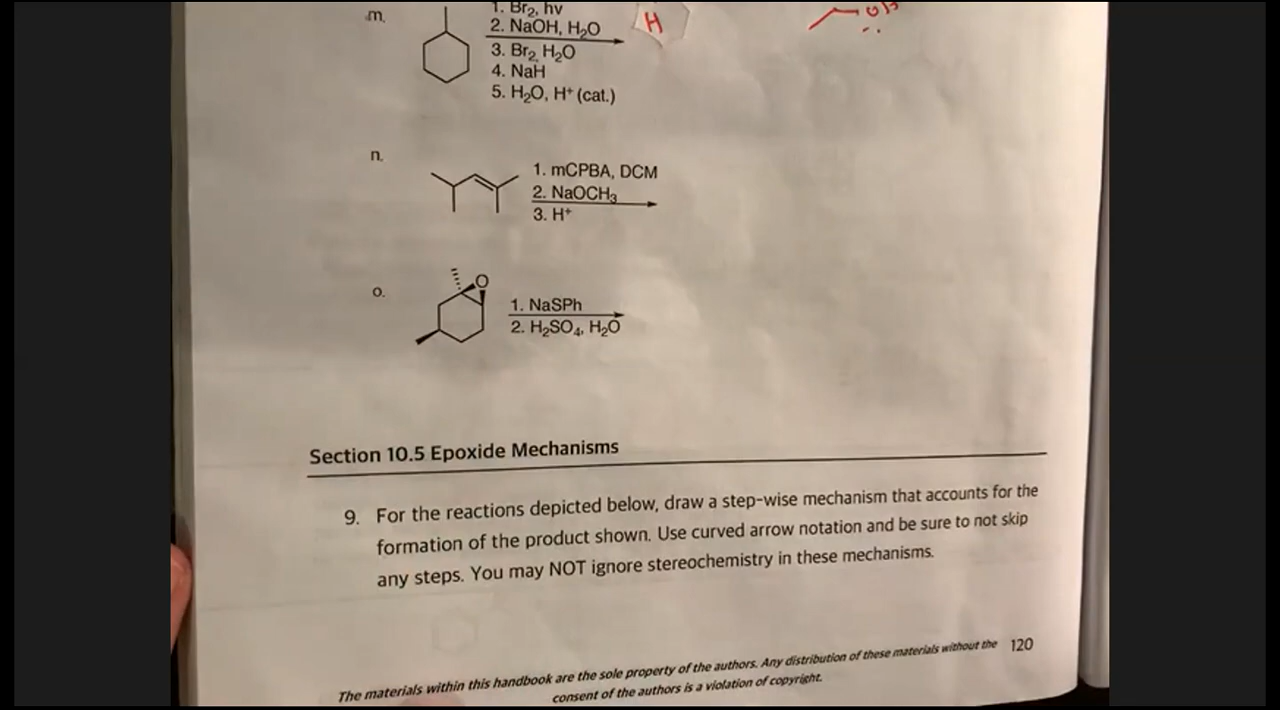 m.
1. Br₂, hv
2. NaOH, H₂O
3. Br₂, H₂O
4. NaH
5. H₂O, H⁺ (cat.)
H
n.
1. mCPBA, DCM
2. NaOCH₃
3. H⁺
o.
O
1. NaSPh
2. H₂SO₄, H₂O
Section 10.5 Epoxide Mechanisms
9. For the reactions depicted below, draw a step-wise mechanism that accounts for the
formation of the product shown. Use curved arrow notation and be sure to not skip
any steps. You may NOT ignore stereochemistry in these mechanisms.
The materials within this handbook are the sole property of the authors. Any distribution of these materials without the 120
consent of the authors is a violation of copyright.